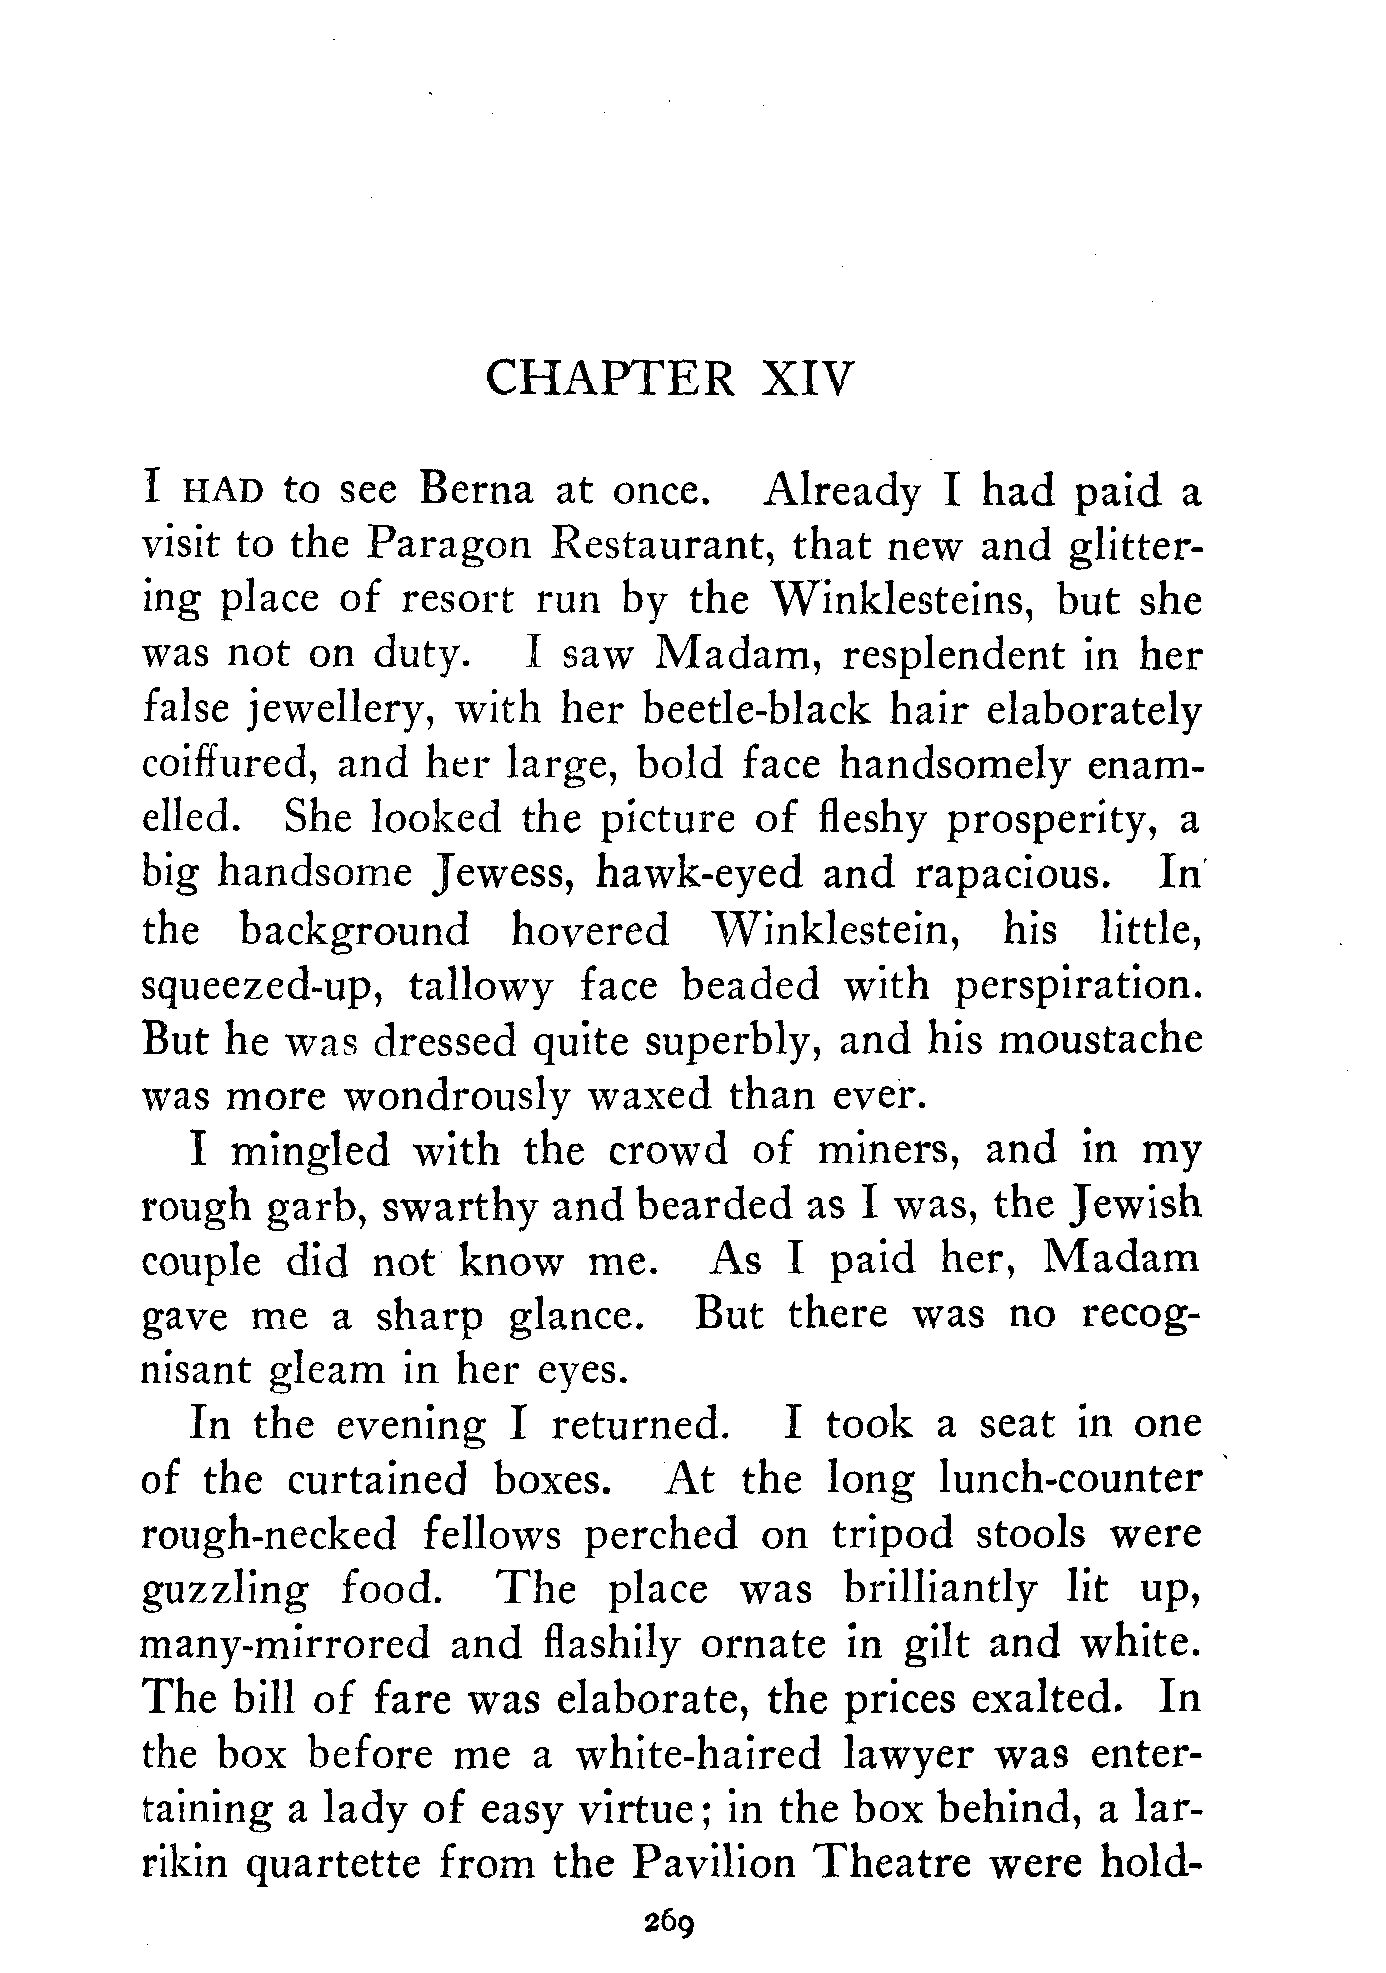 CHAPTER XIV
I HAD to see Berna at once. Already I had paid a
visit to the Paragon Restaurant, that new and glitter-
ing place of resort run by the Winklesteins, but she
was not on duty. I saw Madam, resplendent in her
false jewellery, with her beetle-black hair elaborately
coiffured, and her large, bold face handsomely enam-
elled. She looked the picture of fleshy prosperity, a
big handsome Jewess, hawk-eyed and rapacious. In
the background hovered Winklestein, his little,
squeezed-up, tallowy face beaded with perspiration.
But he was dressed quite superbly, and his moustache
was more wondrously waxed than ever.
I mingled with the crowd of miners, and in my
rough garb, swarthy and bearded as I was, the Jewish
couple did not know me. As I paid her, Madam
gave me a sharp glance. But there was no recog-
nisant gleam in her eyes.
In the evening I returned. I took a seat in one
of the curtained boxes. At the long lunch-counter
rough-necked fellows perched on tripod stools were
guzzling food. The place was brilliantly lit up,
many-mirrored and flashily ornate in gilt and white.
The bill of fare was elaborate, the prices exalted. In
the box before me a white-haired lawyer was enter-
taining a lady of easy virtue; in the box behind, a lar-
rikin quartette from the Pavilion Theatre were hold-
269